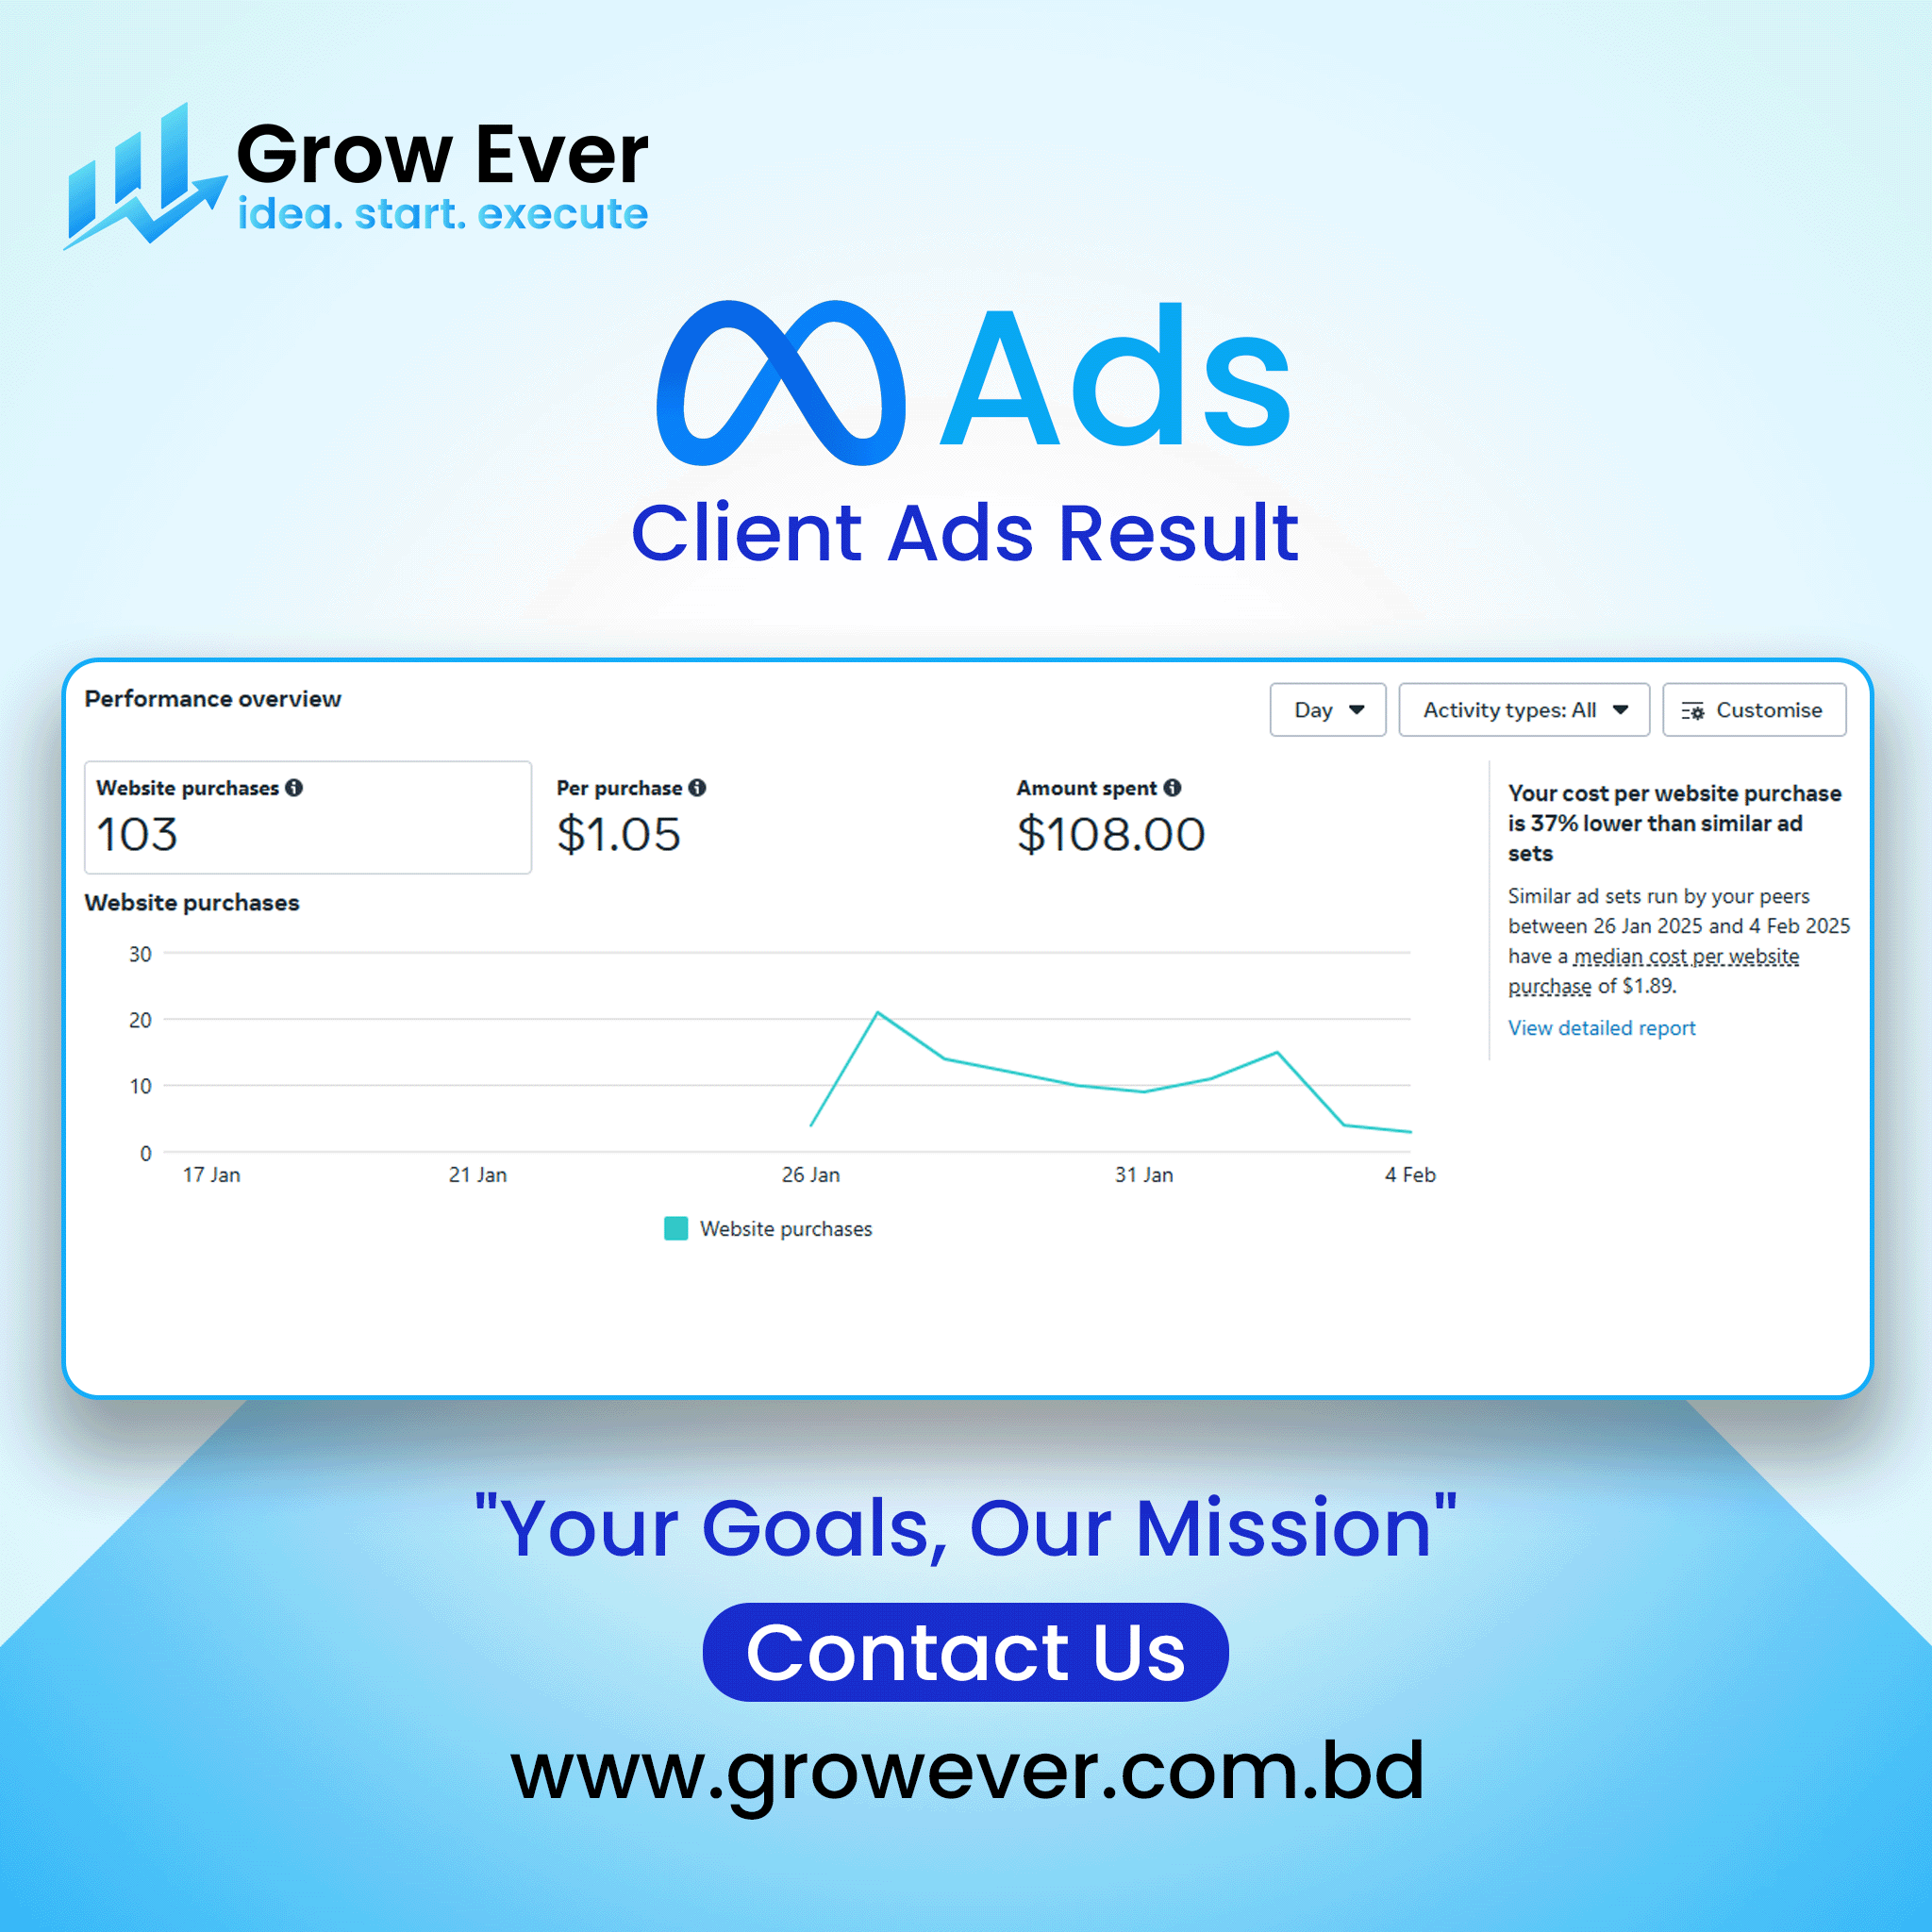 Grow Ever
idea. start. execute
Ads
Client Ads Result
Performance overview
Day
Activity types: All
Customise
Website purchases
103
Per purchase
$1.05
Amount spent
$108.00
Your cost per website purchase
is 37% lower than similar ad
sets
Similar ad sets run by your peers
between 26 Jan 2025 and 4 Feb 2025
have a median cost per website
purchase of $1.89.
View detailed report
Website purchases
30
20
10
0
17 Jan
21 Jan
26 Jan
31 Jan
4 Feb
Website purchases
"Your Goals, Our Mission"
Contact Us
www.growever.com.bd